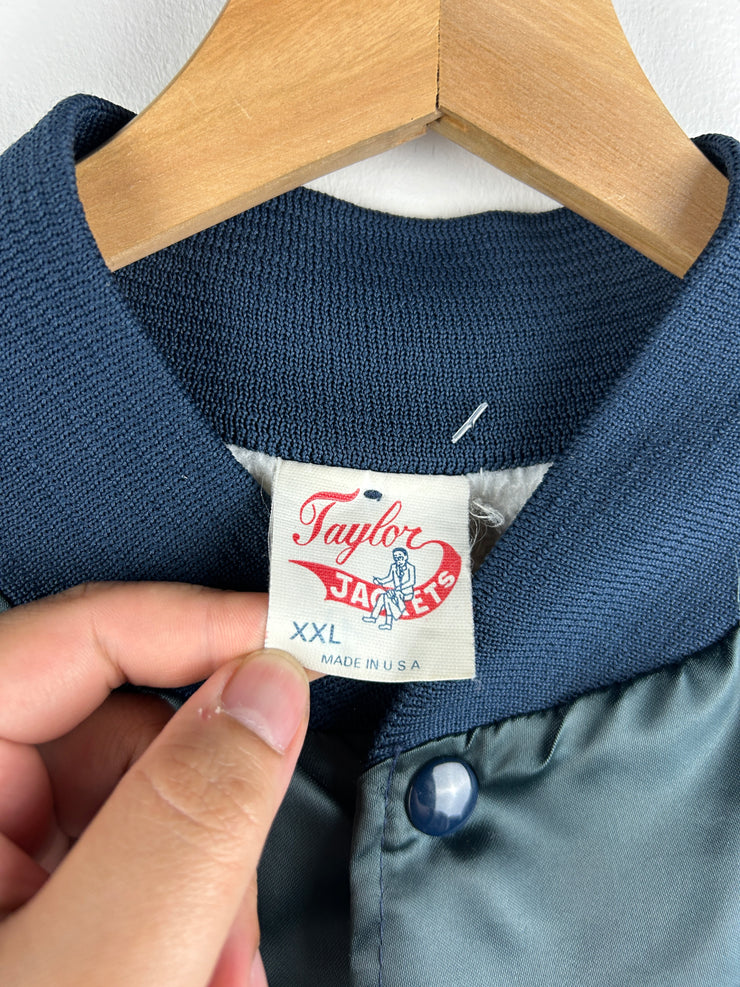 Taylor
JACKETS
XXL
MADE IN U S A